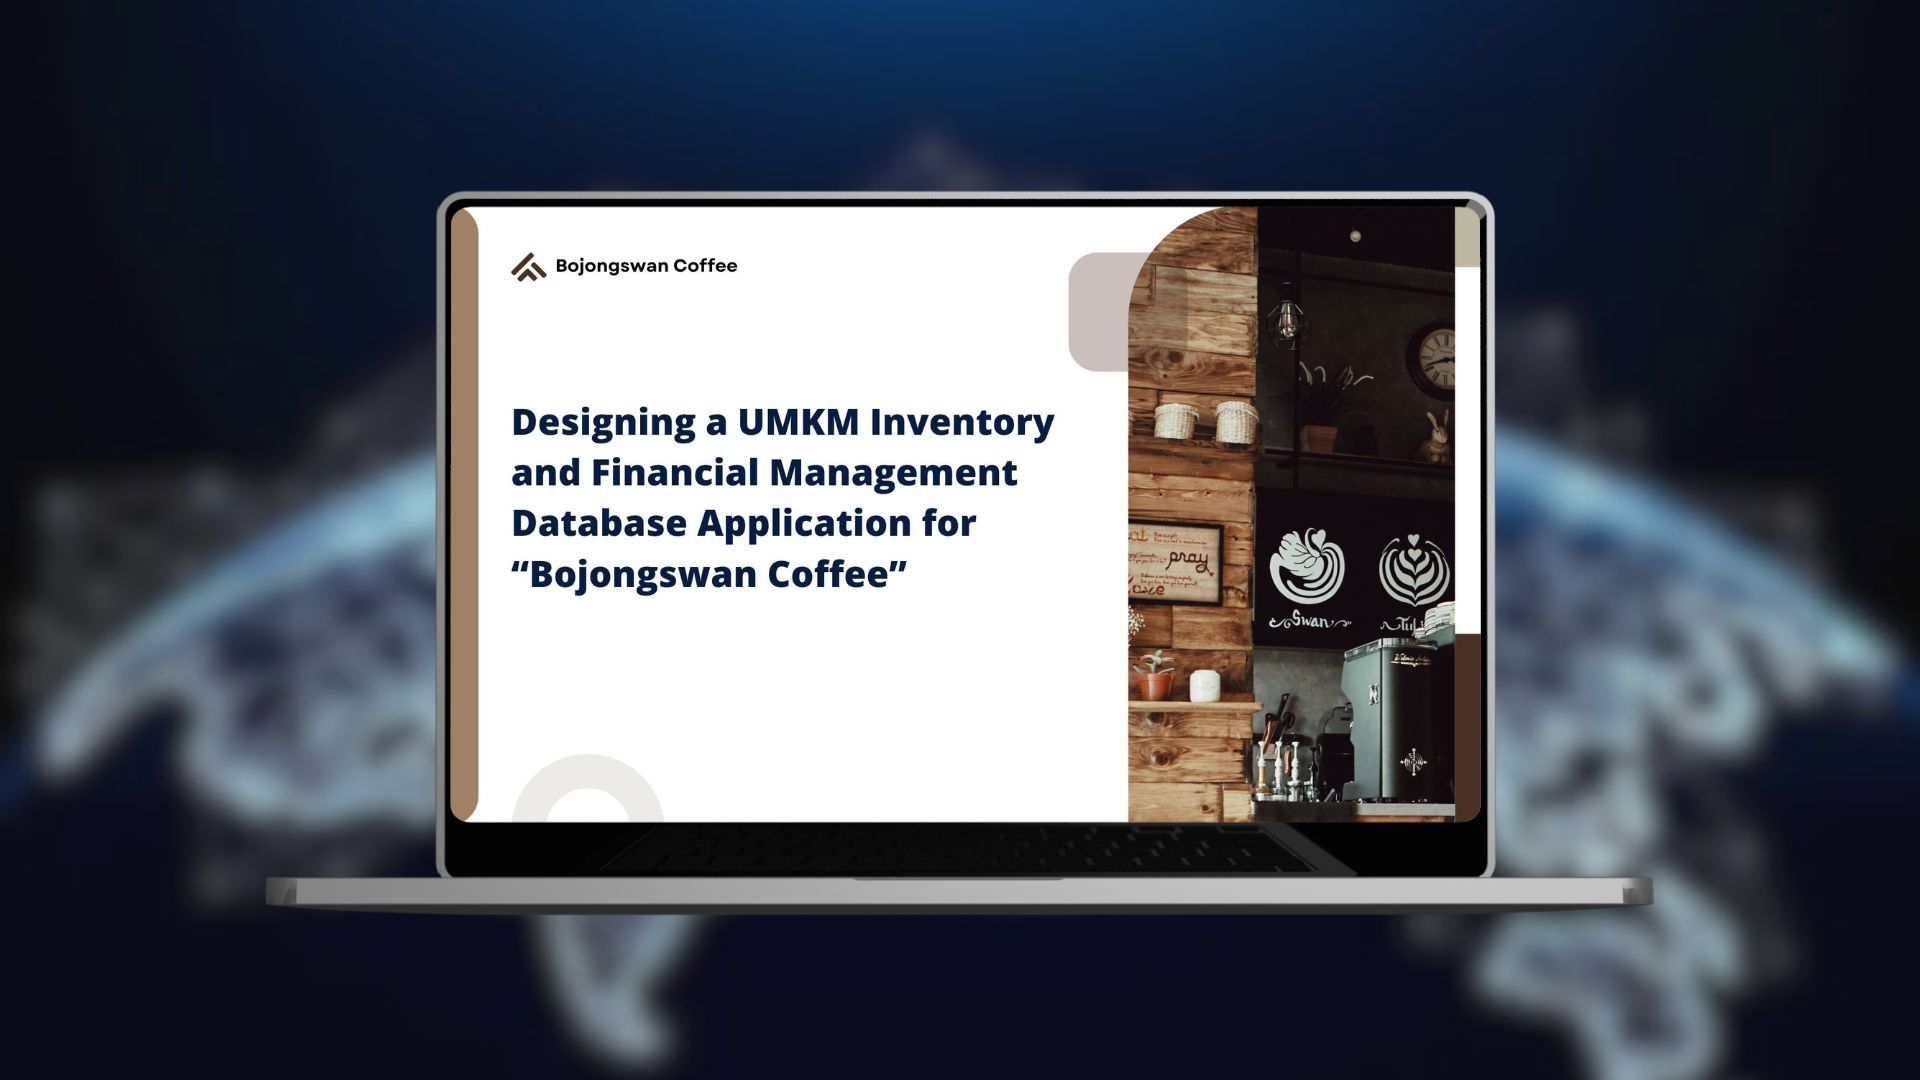 Bojongswan Coffee
Designing a UMKM Inventory
and Financial Management
Database Application for
“Bojongswan Coffee”
pray
Swan